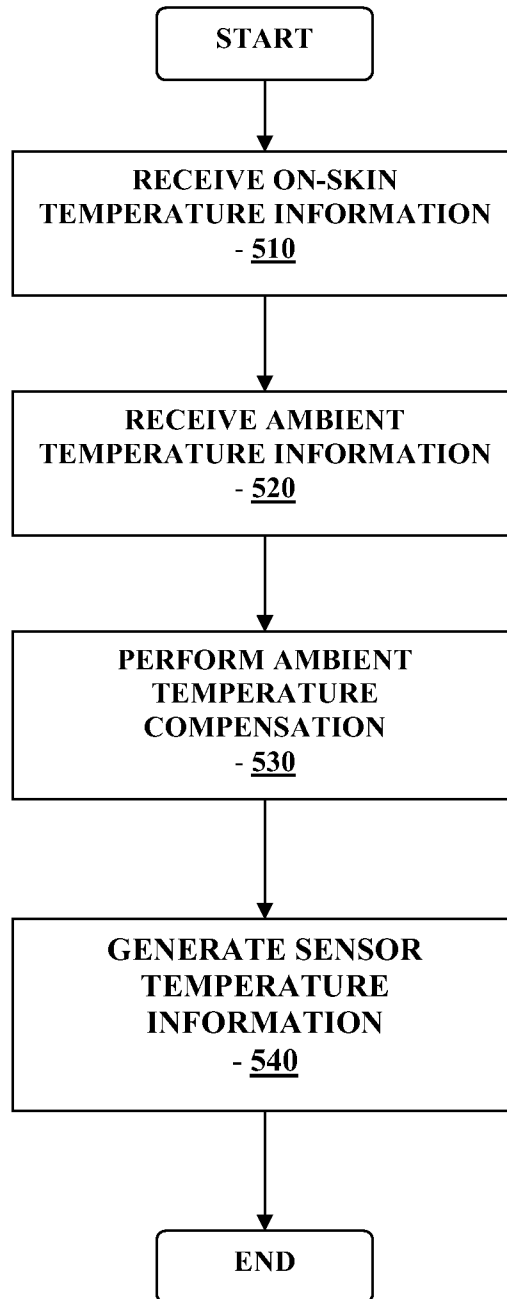 START
RECEIVE ON-SKIN
TEMPERATURE INFORMATION
- 510
RECEIVE AMBIENT
TEMPERATURE INFORMATION
- 520
PERFORM AMBIENT
TEMPERATURE
COMPENSATION
- 530
GENERATE SENSOR
TEMPERATURE
INFORMATION
- 540
END